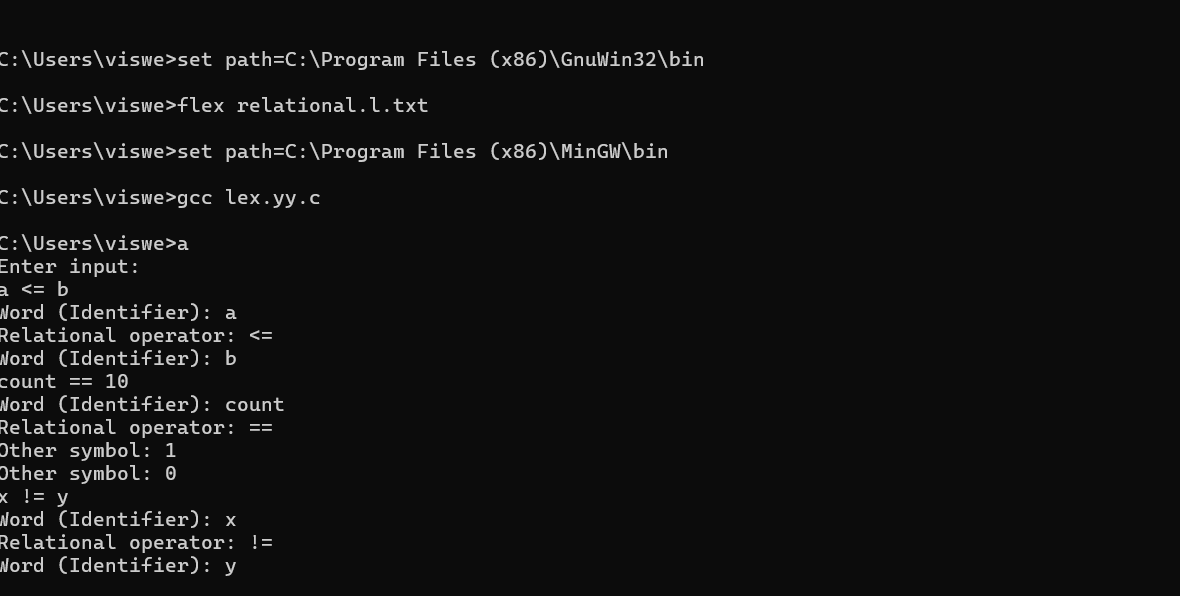 C:\Users\viswe>set path=C:\Program Files (x86)\GnuWin32\bin
C:\Users\viswe>flex relational.l.txt
C:\Users\viswe>set path=C:\Program Files (x86)\MinGW\bin
C:\Users\viswe>gcc lex.yy.c
C:\Users\viswe>a
Enter input:
a <= b
Word (Identifier): a
Relational operator: <=
Word (Identifier): b
count == 10
Word (Identifier): count
Relational operator: ==
Other symbol: 1
Other symbol: 0
x != y
Word (Identifier): x
Relational operator: !=
Word (Identifier): y